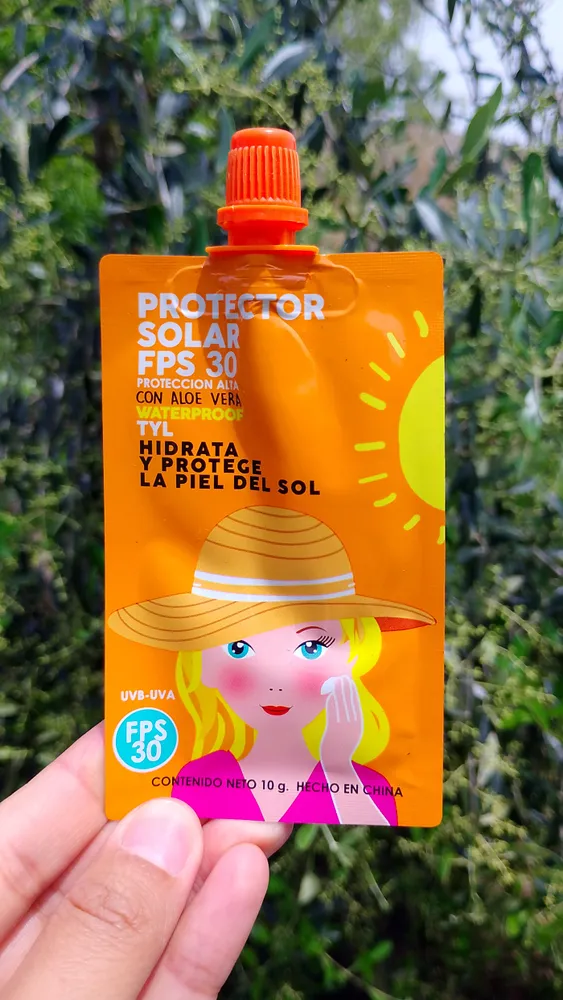 PROTECTOR
SOLAR
FPS 30
PROTECCION ALTA
CON ALOE VERA
WATERPROOF
TYL
HIDRATA
Y PROTEGE
LA PIEL DEL SOL
UVB-UVA
FPS
30
CONTENIDO NETO 10 g. HECHO EN CHINA